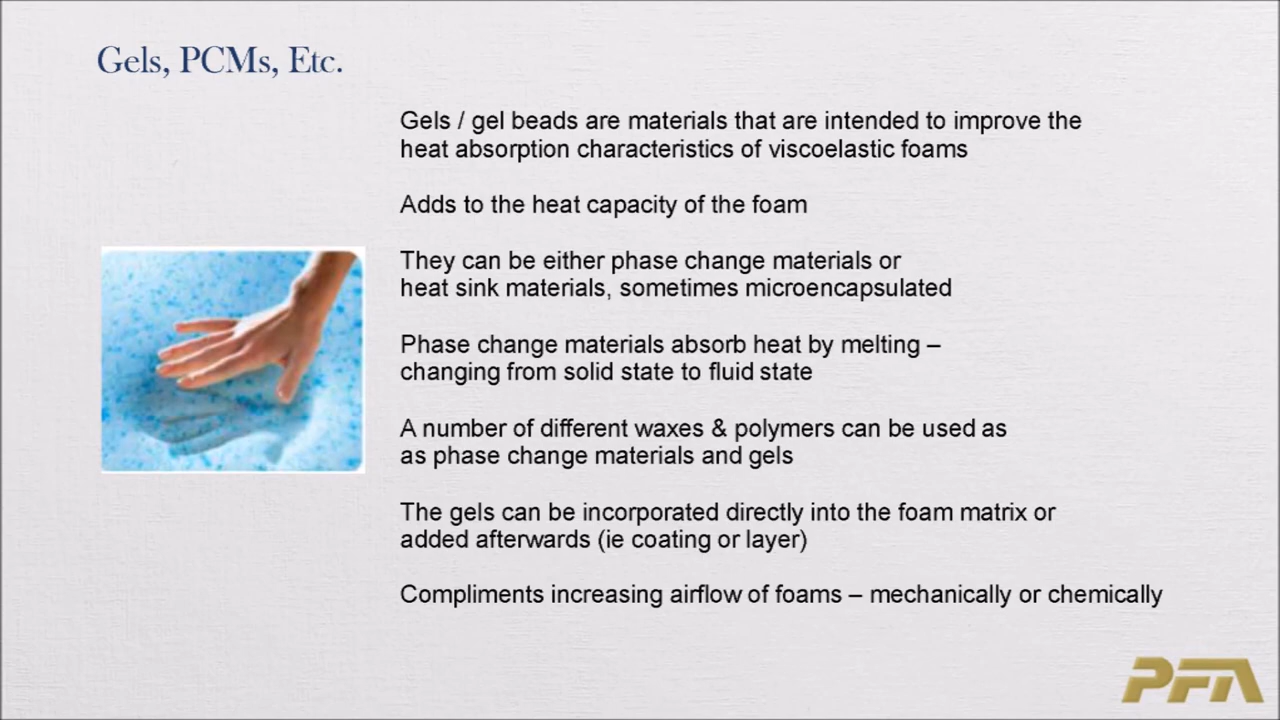 Gels, PCMs, Etc.
Gels / gel beads are materials that are intended to improve the
heat absorption characteristics of viscoelastic foams
Adds to the heat capacity of the foam
They can be either phase change materials or
heat sink materials, sometimes microencapsulated
Phase change materials absorb heat by melting –
changing from solid state to fluid state
A number of different waxes & polymers can be used as
as phase change materials and gels
The gels can be incorporated directly into the foam matrix or
added afterwards (ie coating or layer)
Compliments increasing airflow of foams – mechanically or chemically
PFA